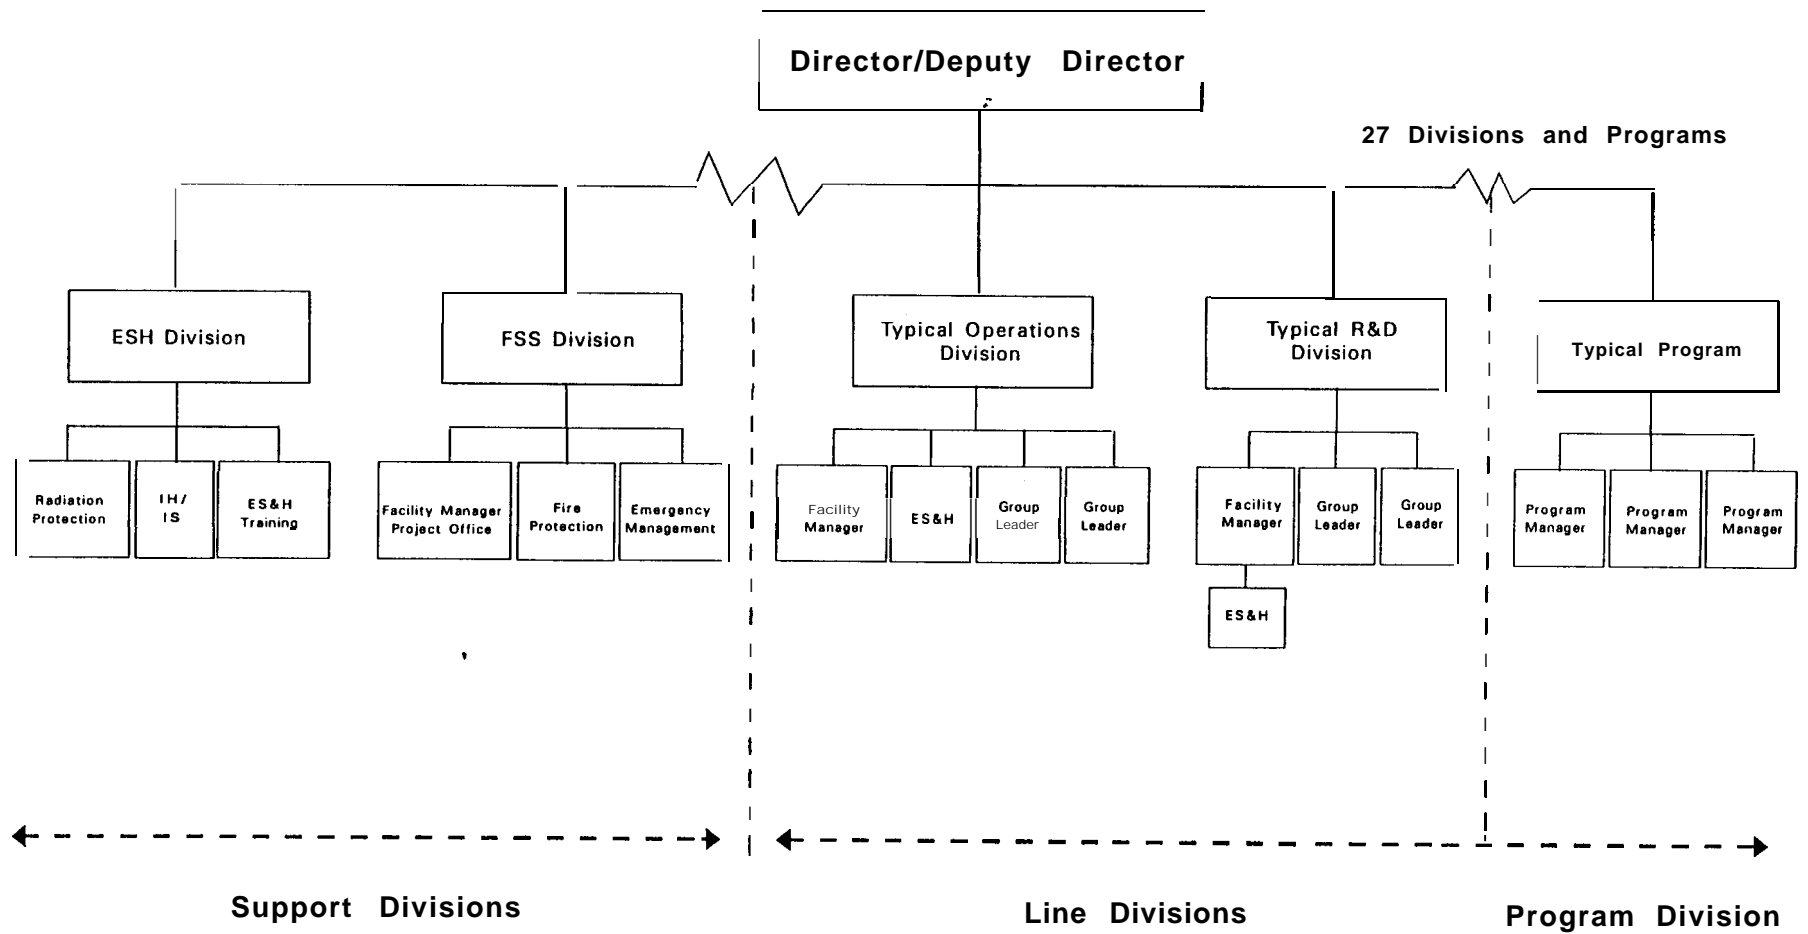 Director/Deputy Director
27 Divisions and Programs
ESH Division
FSS Division
Typical Operations
Division
Typical R&D
Division
Typical Program
Radiation
Protection
IH/
IS
ES&H
Training
Facility Manager
Project Office
Fire
Protection
Emergency
Management
Facility
Manager
ES&H
Group
Leader
Group
Leader
Facility
Manager
Group
Leader
Group
Leader
Program
Manager
Program
Manager
Program
Manager
ES&H
Support Divisions
Line Divisions
Program Division